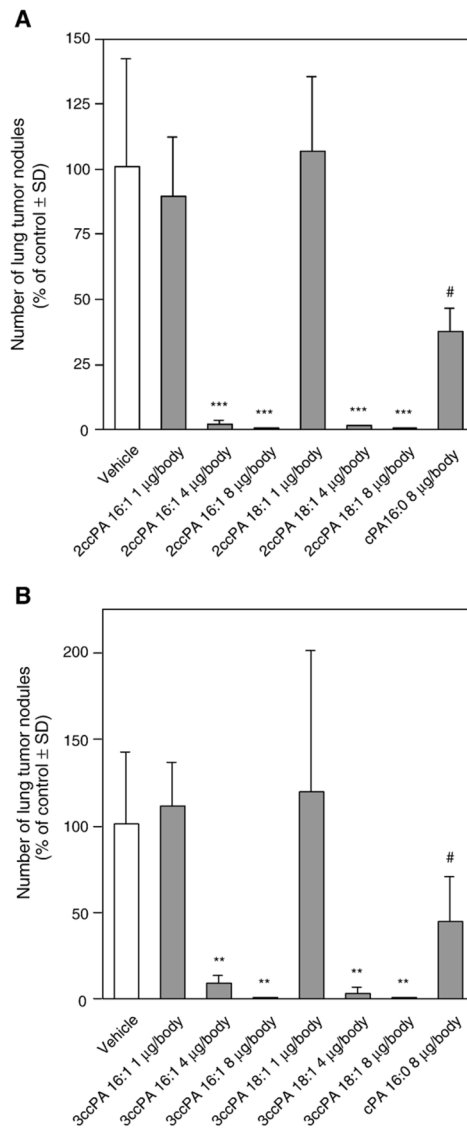 A
Number of lung tumor nodules
(% of control ± SD)
150
125
100
75
50
25
0
***
***
***
***
#
Vehicle
2ccPA 16:1 1 µg/body
2ccPA 16:1 4 µg/body
2ccPA 16:1 8 µg/body
2ccPA 18:1 1 µg/body
2ccPA 18:1 4 µg/body
2ccPA 18:1 8 µg/body
cPA16:0 8 µg/body
B
Number of lung tumor nodules
(% of control ± SD)
200
150
100
50
0
**
**
**
**
#
Vehicle
3ccPA 16:1 1 µg/body
3ccPA 16:1 4 µg/body
3ccPA 16:1 8 µg/body
3ccPA 18:1 1 µg/body
3ccPA 18:1 4 µg/body
3ccPA 18:1 8 µg/body
cPA 16:0 8 µg/body